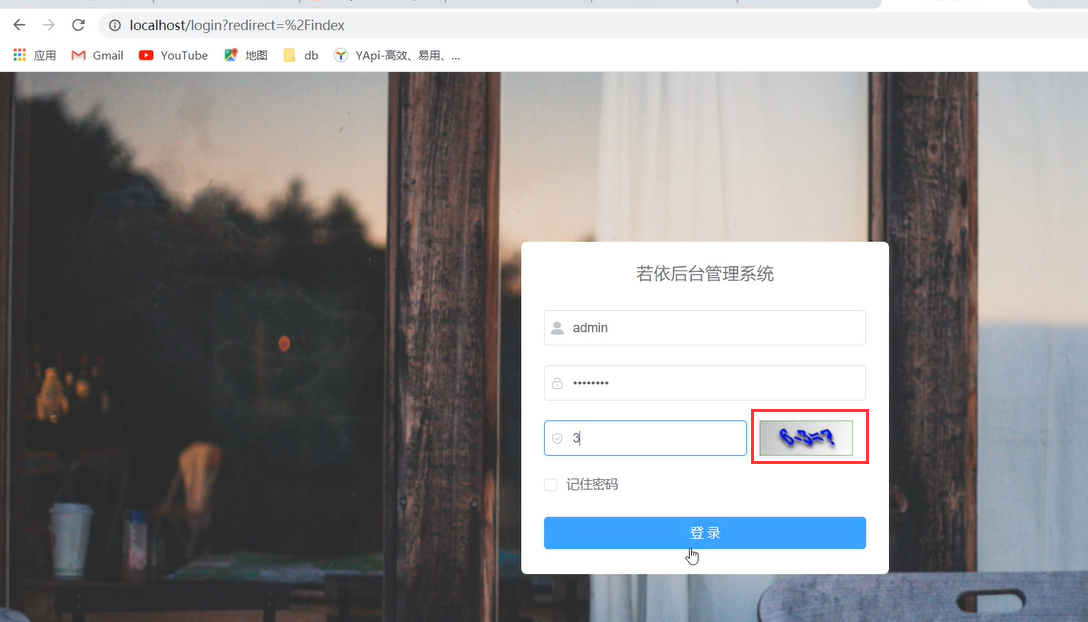 localhost/login?redirect=%2Findex
应用 Gmail YouTube 地图 db YApi-高效、易用、...
若依后台管理系统
admin
••••••••
3
6-3=?
记住密码
登 录